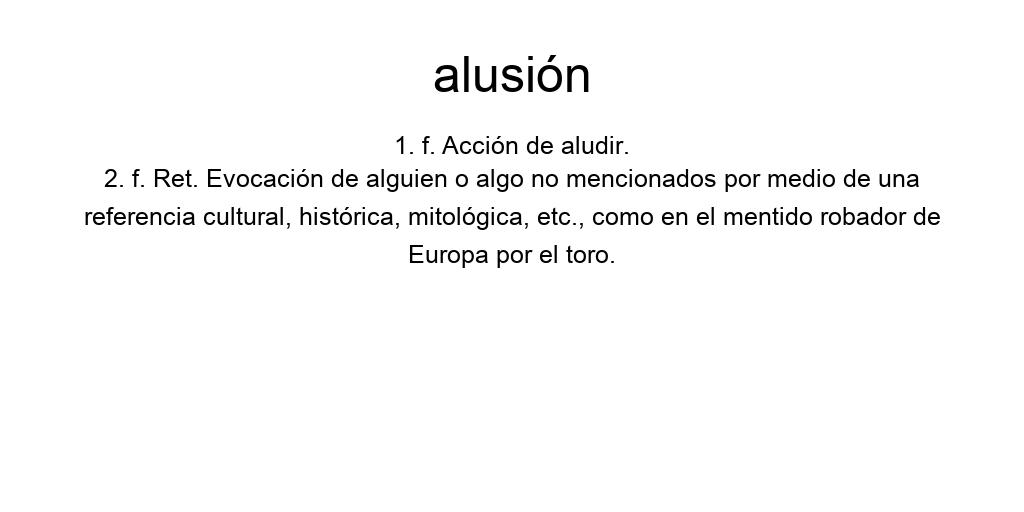 alusión
1. f. Acción de aludir.
2. f. Ret. Evocación de alguien o algo no mencionados por medio de una
referencia cultural, histórica, mitológica, etc., como en el mentido robador de
Europa por el toro.